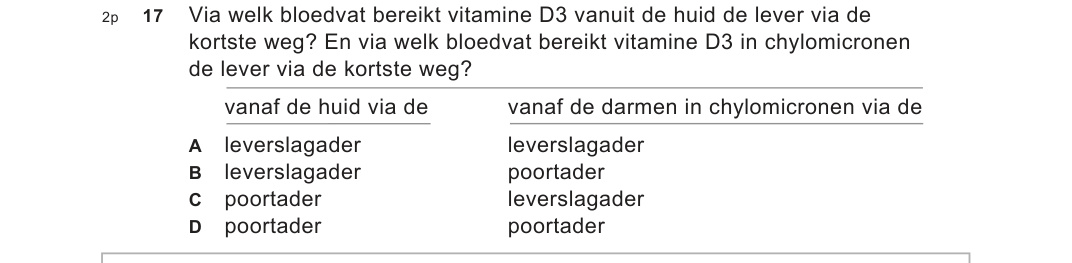 2p 17 Via welk bloedvat bereikt vitamine D3 vanuit de huid de lever via de
kortste weg? En via welk bloedvat bereikt vitamine D3 in chylomicronen
de lever via de kortste weg?
vanaf de huid via de vanaf de darmen in chylomicronen via de
A leverslagader leverslagader
B leverslagader poortader
C poortader leverslagader
D poortader poortader